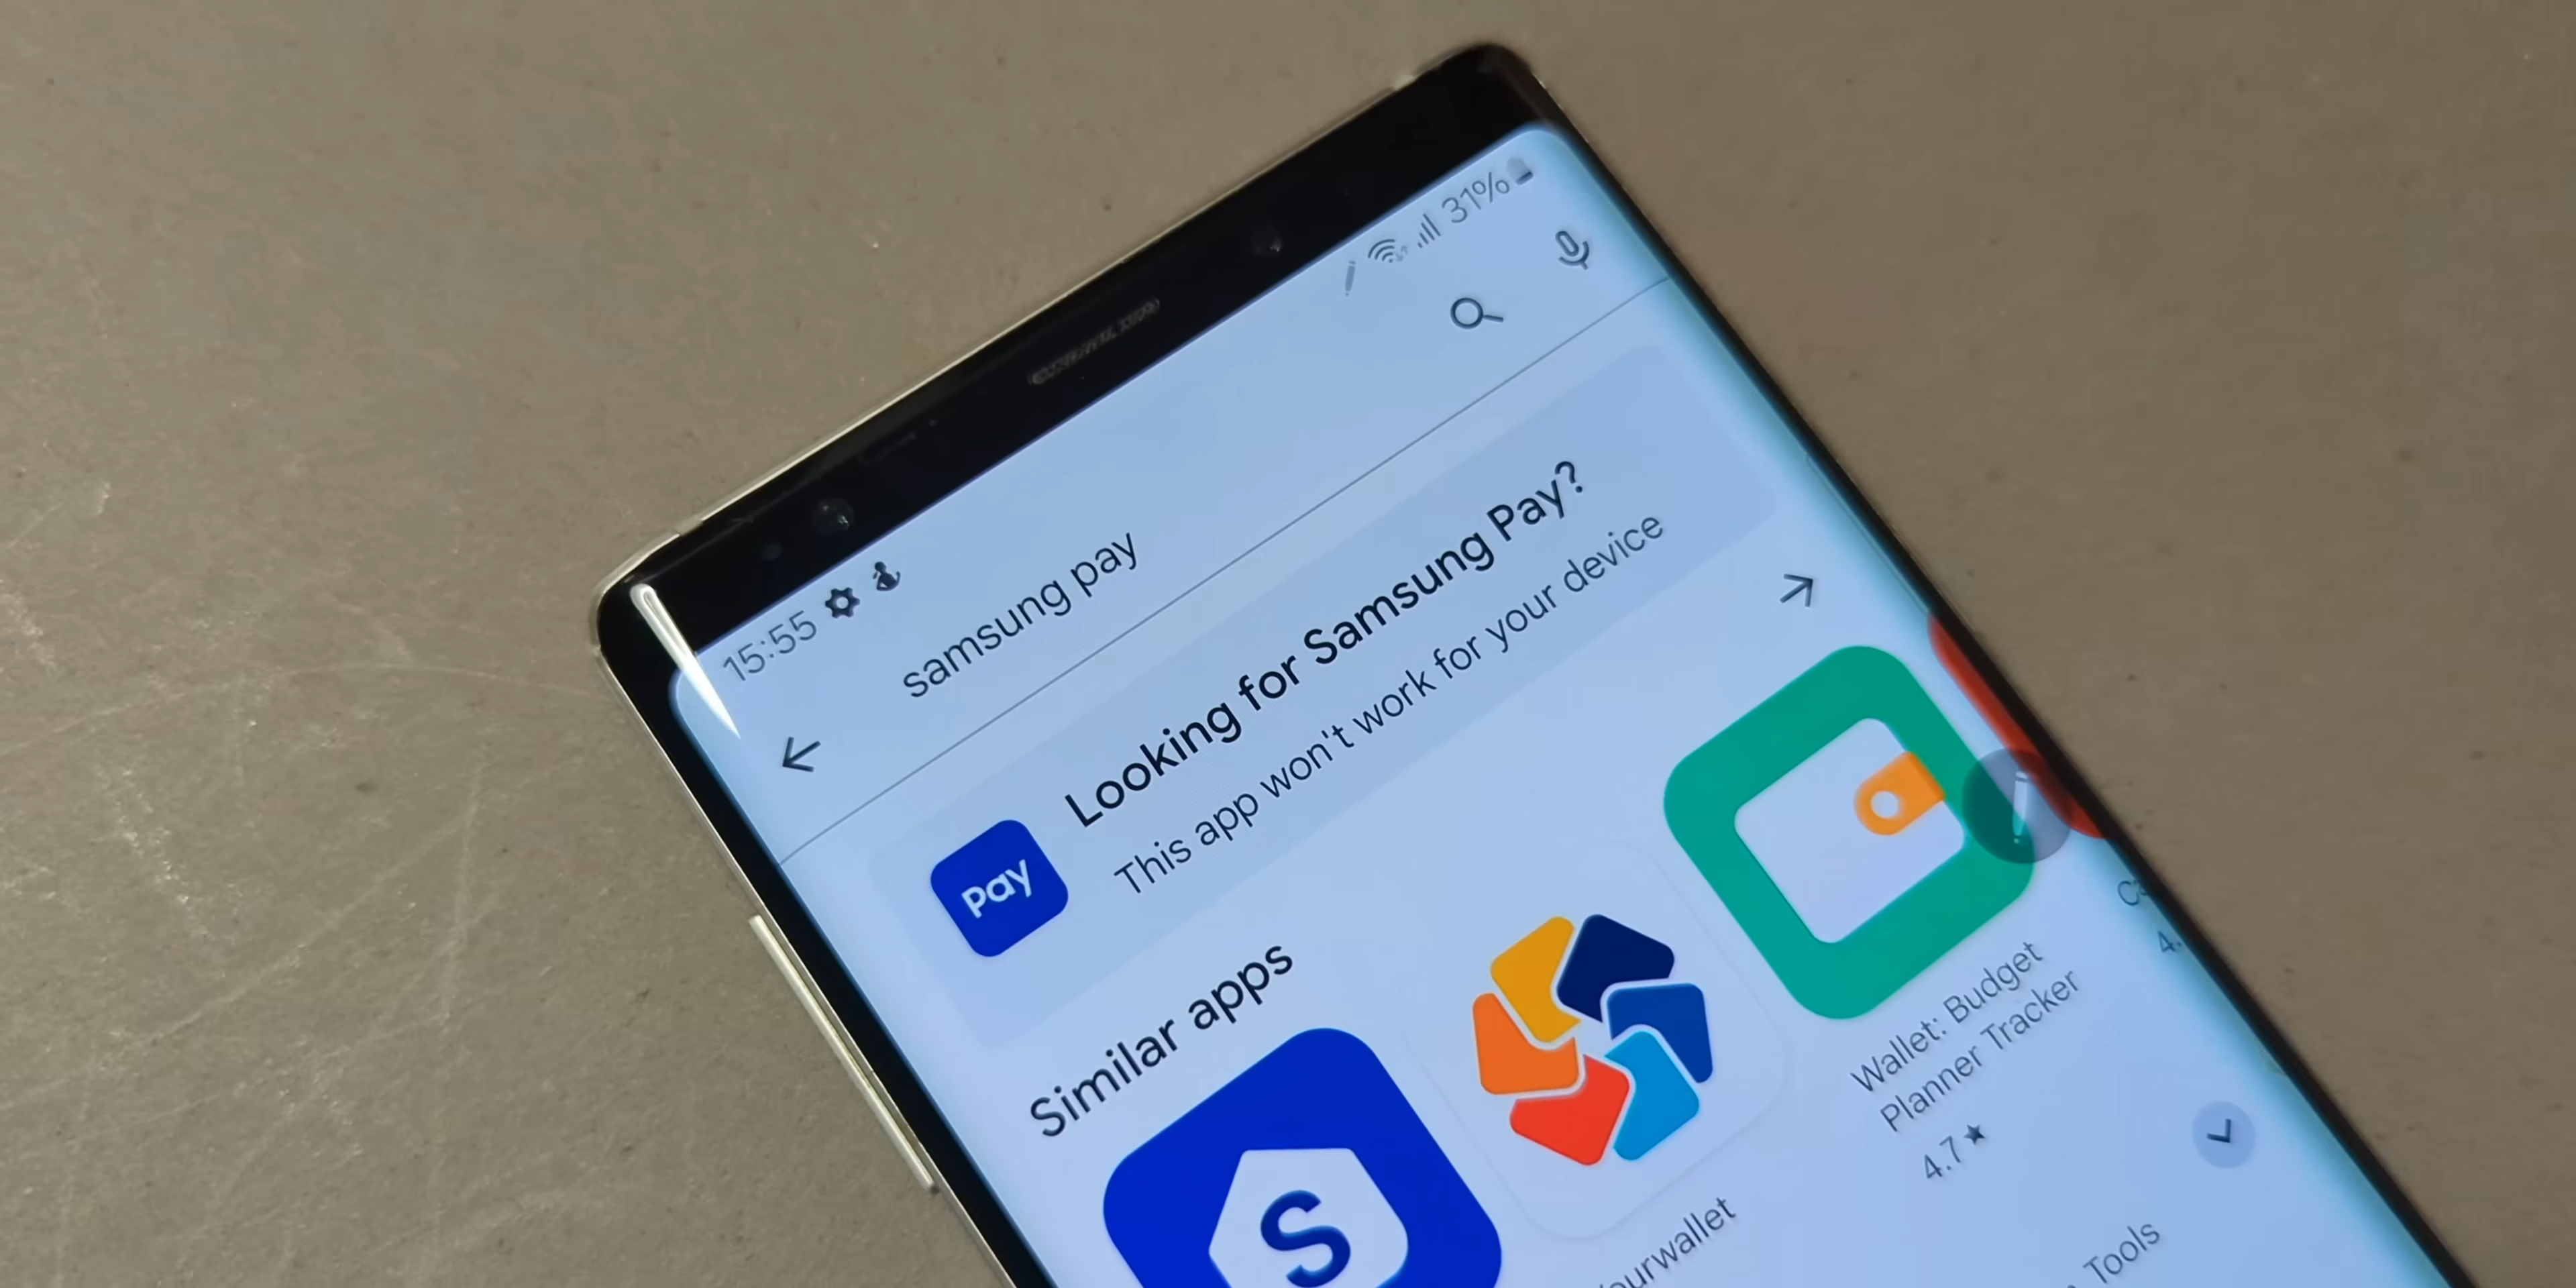 15:55
31%
samsung pay
Pay
Looking for Samsung Pay?
This app won't work for your device
Similar apps
S
Wallet: Budget
Planner Tracker
4.7★
4.
Tools